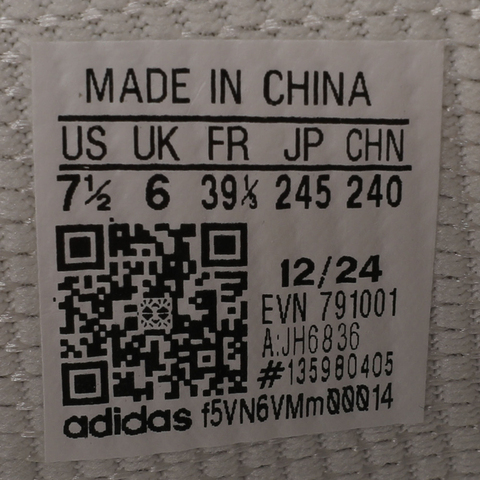 MADE IN CHINA
US UK FR JP CHN
7½ 6 39⅓ 245 240
12/24
EVN 791001
A:JH6836
#135980405
adidas f5VN6VMm00014